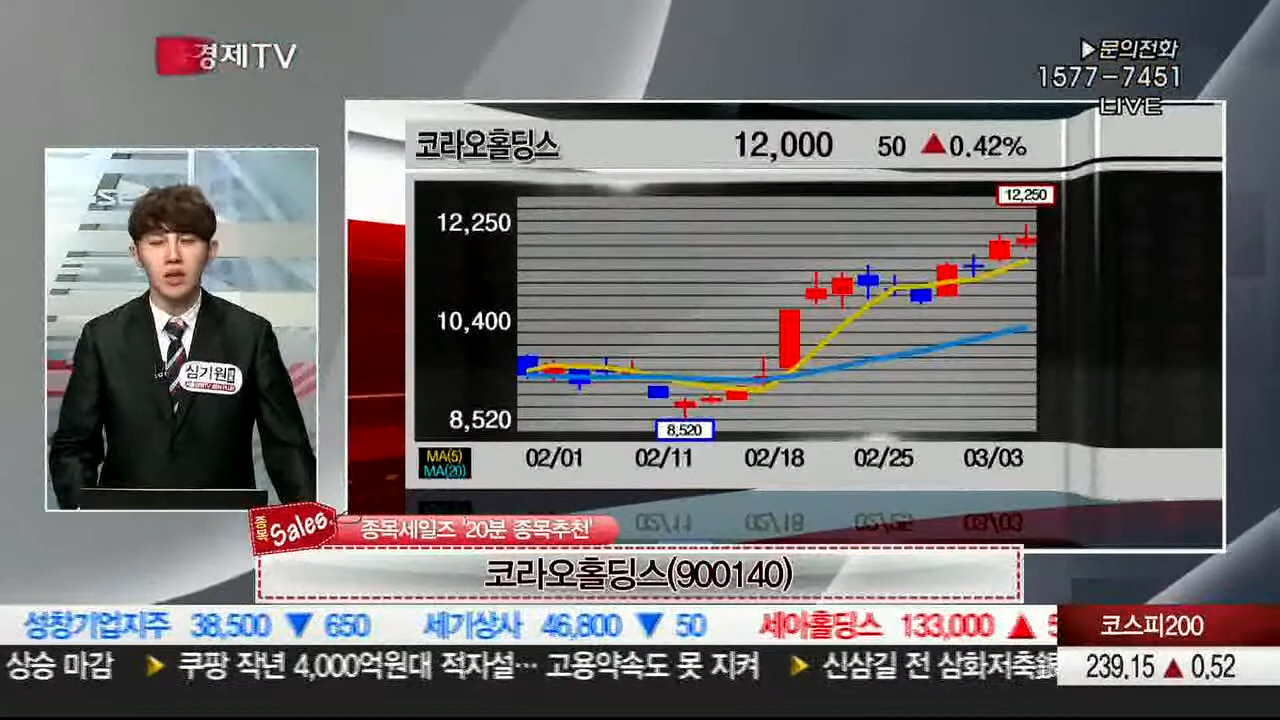 경제TV
▶문의전화
1577-7451
LIVE
코라오홀딩스 12,000 50 ▲0.42%
12,250
12,250
10,400
8,520
8,520
MA(5)
MA(20)
02/01 02/11 02/18 02/25 03/03
심기원
Sales
종목세일즈 '20분 종목추천'
코라오홀딩스(900140)
성창기업지주 38,500 ▼ 650 세기상사 46,800 ▼ 50 세아홀딩스 133,000 ▲ 5
코스피200
상승 마감 ▶ 쿠팡 작년 4,000억원대 적자설… 고용약속도 못 지켜 ▶ 신삼길 전 삼화저축銀
239.15 ▲ 0.52